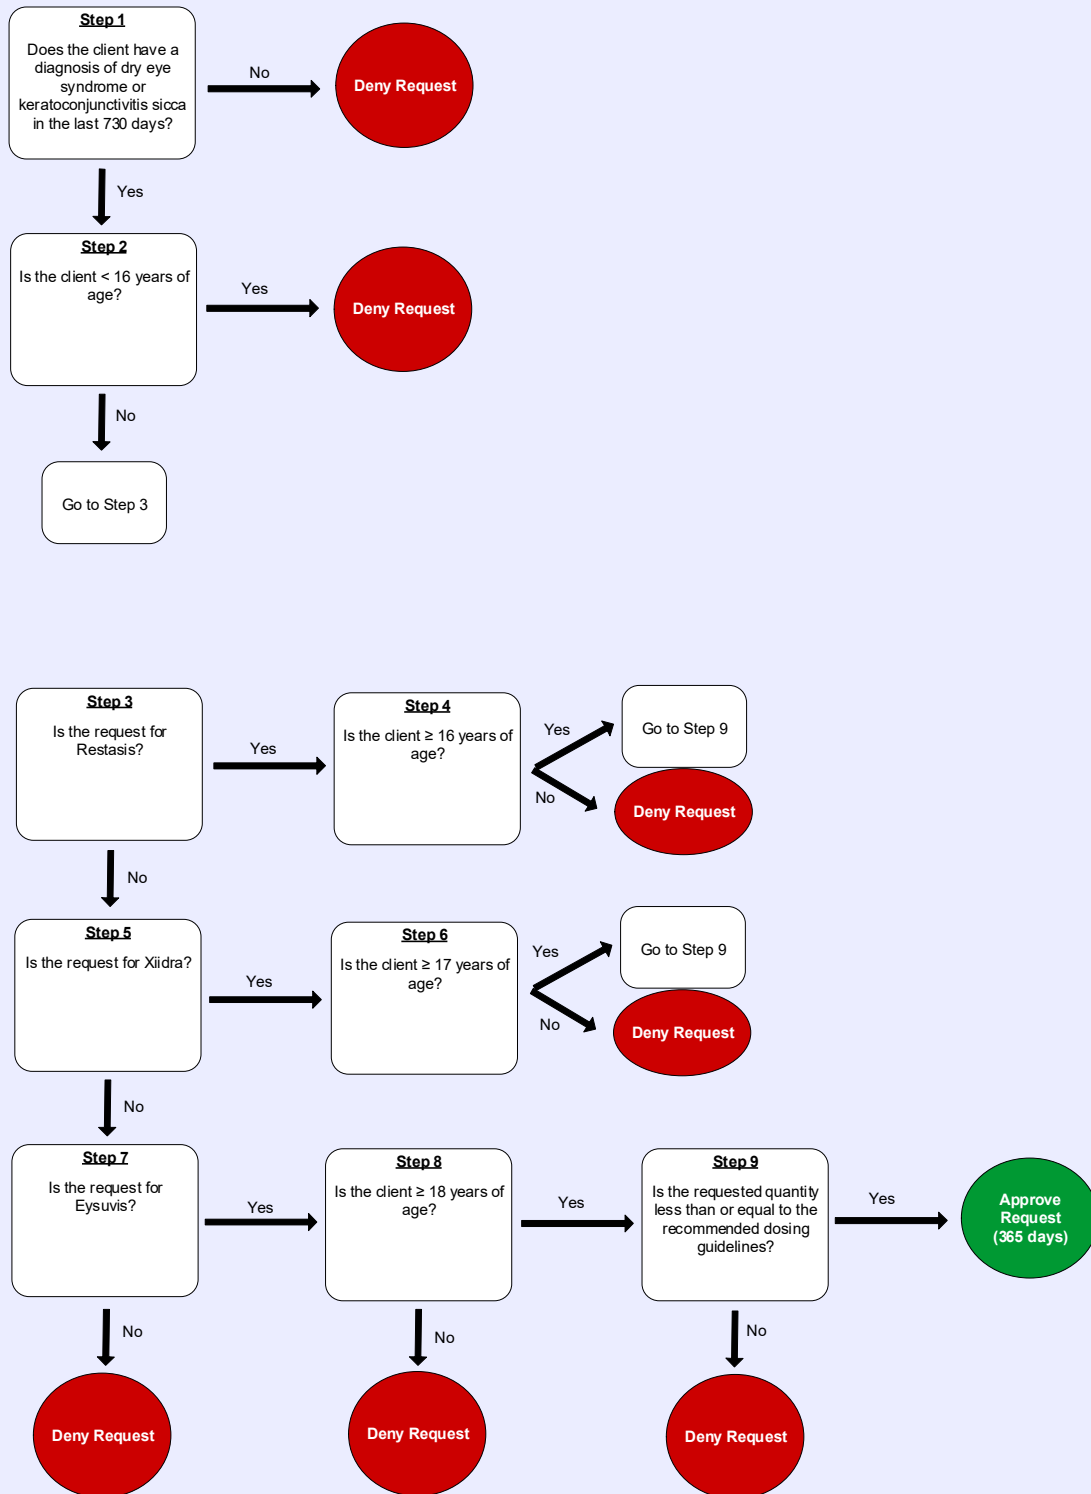 Step 1
Does the client have a
diagnosis of dry eye
syndrome or
keratoconjunctivitis sicca
in the last 730 days?
No
Deny Request
Yes
Step 2
Is the client < 16 years of
age?
Yes
Deny Request
No
Go to Step 3
Step 3
Is the request for
Restasis?
Yes
Step 4
Is the client ≥ 16 years of
age?
Yes
Go to Step 9
No
Deny Request
No
Step 5
Is the request for Xiidra?
Yes
Step 6
Is the client ≥ 17 years of
age?
Yes
Go to Step 9
No
Deny Request
No
Step 7
Is the request for
Eysuvis?
Yes
Step 8
Is the client ≥ 18 years of
age?
Yes
Step 9
Is the requested quantity
less than or equal to the
recommended dosing
guidelines?
Yes
Approve
Request
(365 days)
No
Deny Request
No
Deny Request
No
Deny Request